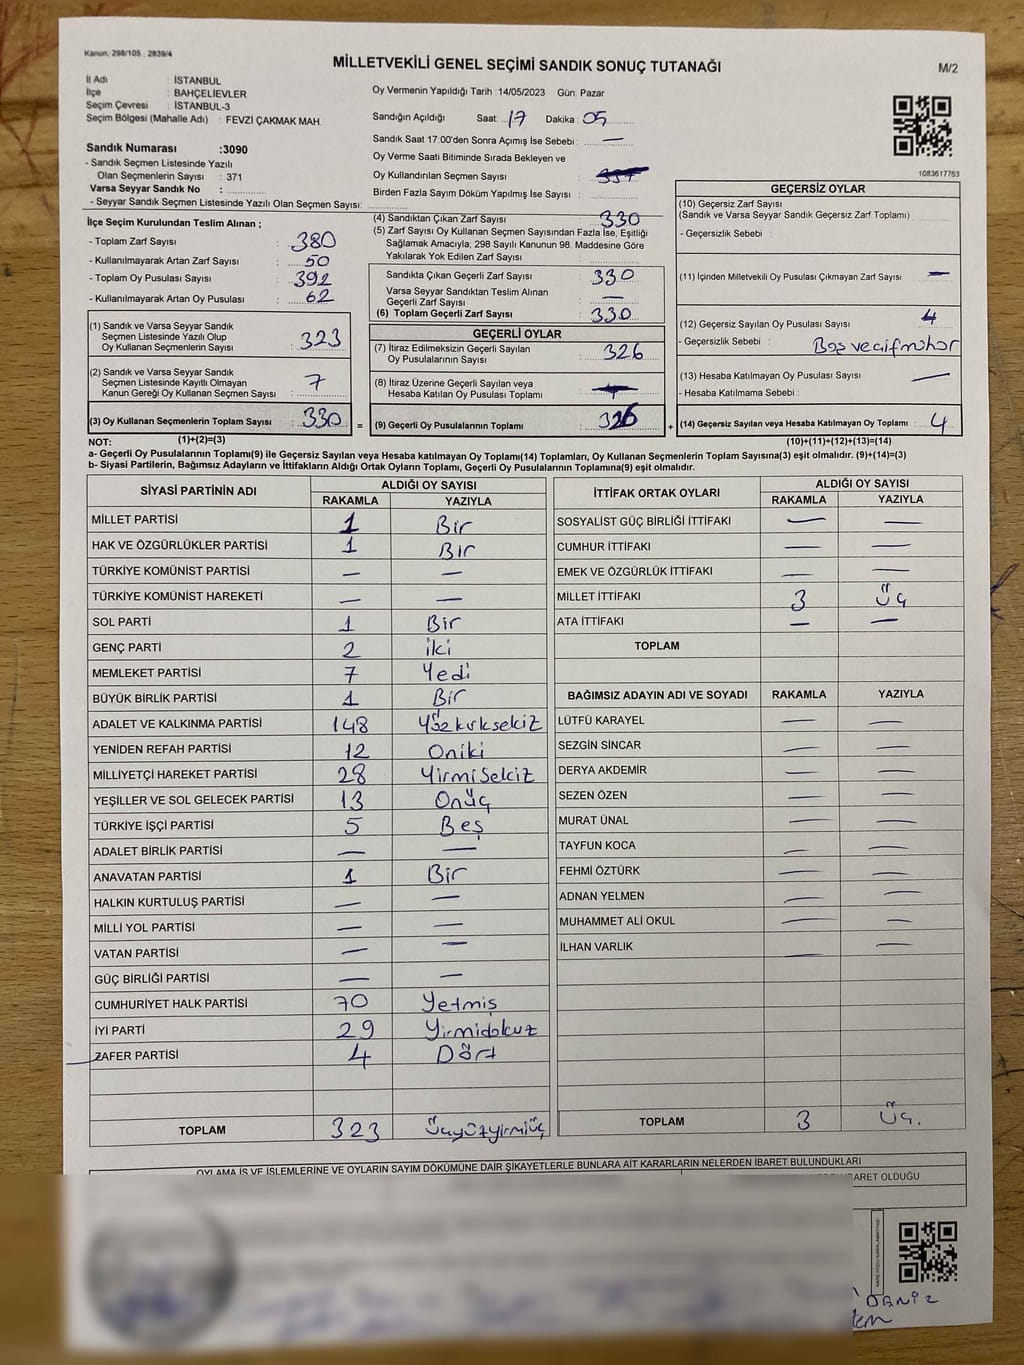 Kanun: 298/105 , 2839/4
MİLLETVEKİLİ GENEL SEÇİMİ SANDIK SONUÇ TUTANAĞI
M/2
İl Adı : İSTANBUL
İlçe : BAHÇELİEVLER
Seçim Çevresi : İSTANBUL-3
Seçim Bölgesi (Mahalle Adı) : FEVZİ ÇAKMAK MAH.
Sandık Numarası :3090
- Sandık Seçmen Listesinde Yazılı
Olan Seçmenlerin Sayısı : 371
Varsa Seyyar Sandık No :
- Seyyar Sandık Seçmen Listesinde Yazılı Olan Seçmen Sayısı:
Oy Vermenin Yapıldığı Tarih :14/05/2023 Gün: Pazar
Sandığın Açıldığı Saat: 17 Dakika: 05
Sandık Saat 17.00'den Sonra Açılmış İse Sebebi : —
Oy Verme Saati Bitiminde Sırada Bekleyen ve
Oy Kullandırılan Seçmen Sayısı :
Birden Fazla Sayım Döküm Yapılmış İse Sayısı :
1083617763
İlçe Seçim Kurulundan Teslim Alınan ;
- Toplam Zarf Sayısı : 380
- Kullanılmayarak Artan Zarf Sayısı : 50
- Toplam Oy Pusulası Sayısı : 392
- Kullanılmayarak Artan Oy Pusulası : 62
(4) Sandıktan Çıkan Zarf Sayısı : 330
(5) Zarf Sayısı Oy Kullanan Seçmen Sayısından Fazla İse, Eşitliği
Sağlamak Amacıyla; 298 Sayılı Kanunun 98. Maddesine Göre
Yakılarak Yok Edilen Zarf Sayısı :
Sandıkta Çıkan Geçerli Zarf Sayısı : 330
Varsa Seyyar Sandıktan Teslim Alınan
Geçerli Zarf Sayısı : —
(6) Toplam Geçerli Zarf Sayısı : 330
GEÇERSİZ OYLAR
(10) Geçersiz Zarf Sayısı
(Sandık ve Varsa Seyyar Sandık Geçersiz Zarf Toplamı) :
- Geçersizlik Sebebi :
(11) İçinden Milletvekili Oy Pusulası Çıkmayan Zarf Sayısı : —
(12) Geçersiz Sayılan Oy Pusulası Sayısı : 4
- Geçersizlik Sebebi : Boş ve çift mühür
(13) Hesaba Katılmayan Oy Pusulası Sayısı : —
- Hesaba Katılmama Sebebi :
(14) Geçersiz Sayılan veya Hesaba Katılmayan Oy Toplamı : 4
(10)+(11)+(12)+(13)=(14)
(1) Sandık ve Varsa Seyyar Sandık
Seçmen Listesinde Yazılı Olup
Oy Kullanan Seçmenlerin Sayısı : 323
(2) Sandık ve Varsa Seyyar Sandık
Seçmen Listesinde Kayıtlı Olmayan
Kanun Gereği Oy Kullanan Seçmen Sayısı : 7
(3) Oy Kullanan Seçmenlerin Toplam Sayısı : 330 =
(1)+(2)=(3)
GEÇERLİ OYLAR
(7) İtiraz Edilmeksizin Geçerli Sayılan
Oy Pusulalarının Sayısı : 326
(8) İtiraz Üzerine Geçerli Sayılan veya
Hesaba Katılan Oy Pusulası Toplamı :
(9) Geçerli Oy Pusulalarının Toplamı : 326 +
NOT:
a- Geçerli Oy Pusulalarının Toplamı(9) ile Geçersiz Sayılan veya Hesaba katılmayan Oy Toplamı(14) Toplamları, Oy Kullanan Seçmenlerin Toplam Sayısına(3) eşit olmalıdır. (9)+(14)=(3)
b- Siyasi Partilerin, Bağımsız Adayların ve İttifakların Aldığı Ortak Oyların Toplamı, Geçerli Oy Pusulalarının Toplamına(9) eşit olmalıdır.
SİYASİ PARTİNİN ADI ALDIĞI OY SAYISI
RAKAMLA YAZIYLA
MİLLET PARTİSİ 1 Bir
HAK VE ÖZGÜRLÜKLER PARTİSİ 1 Bir
TÜRKİYE KOMÜNİST PARTİSİ — —
TÜRKİYE KOMÜNİST HAREKETİ — —
SOL PARTİ 1 Bir
GENÇ PARTİ 2 iki
MEMLEKET PARTİSİ 7 Yedi
BÜYÜK BİRLİK PARTİSİ 1 Bir
ADALET VE KALKINMA PARTİSİ 148 Yüzkırksekiz
YENİDEN REFAH PARTİSİ 12 Oniki
MİLLİYETÇİ HAREKET PARTİSİ 28 Yirmisekiz
YEŞİLLER VE SOL GELECEK PARTİSİ 13 Onüç
TÜRKİYE İŞÇİ PARTİSİ 5 Beş
ADALET BİRLİK PARTİSİ — —
ANAVATAN PARTİSİ 1 Bir
HALKIN KURTULUŞ PARTİSİ — —
MİLLİ YOL PARTİSİ — —
VATAN PARTİSİ — —
GÜÇ BİRLİĞİ PARTİSİ — —
CUMHURİYET HALK PARTİSİ 70 Yetmiş
İYİ PARTİ 29 Yirmidokuz
ZAFER PARTİSİ 4 Dört
TOPLAM 323 üçyüzyirmiüç
İTTİFAK ORTAK OYLARI ALDIĞI OY SAYISI
RAKAMLA YAZIYLA
SOSYALİST GÜÇ BİRLİĞİ İTTİFAKI — —
CUMHUR İTTİFAKI — —
EMEK VE ÖZGÜRLÜK İTTİFAKI — —
MİLLET İTTİFAKI 3 Üç
ATA İTTİFAKI — —
TOPLAM
BAĞIMSIZ ADAYIN ADI VE SOYADI RAKAMLA YAZIYLA
LÜTFÜ KARAYEL — —
SEZGİN SİNCAR — —
DERYA AKDEMİR — —
SEZEN ÖZEN — —
MURAT ÜNAL — —
TAYFUN KOCA — —
FEHMİ ÖZTÜRK — —
ADNAN YELMEN — —
MUHAMMET ALİ OKUL — —
İLHAN VARLIK — —
TOPLAM 3 Üç.
OYLAMA İŞ VE İŞLEMLERİNE VE OYLARIN SAYIM DÖKÜMÜNE DAİR ŞİKAYETLERLE BUNLARA AİT KARARLARIN NELERDEN İBARET BULUNDUKLARI
OLDUĞU